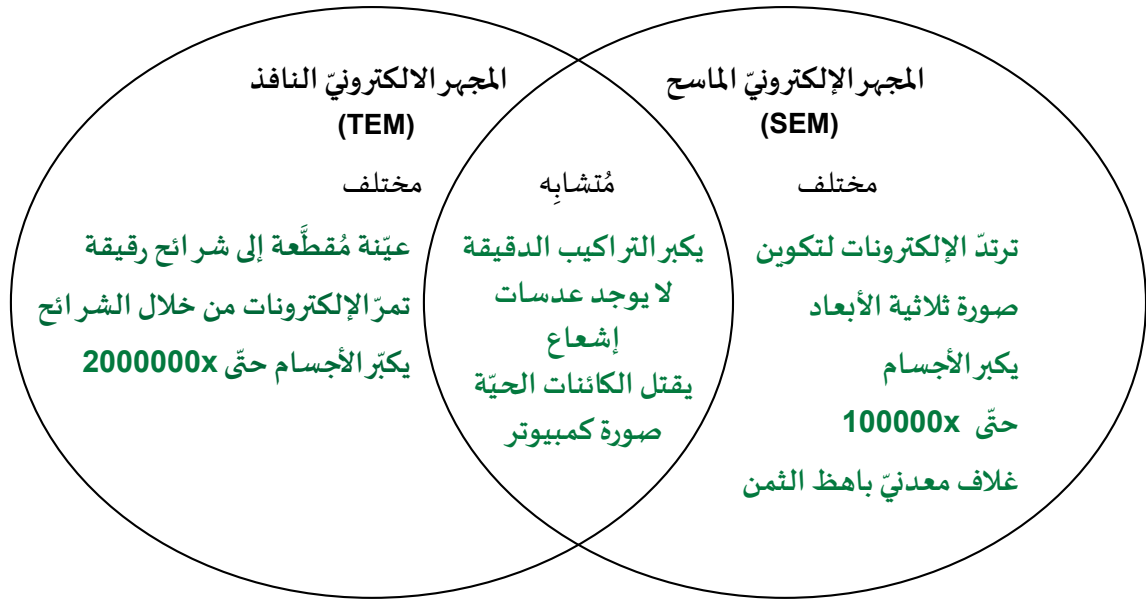 المجهر الإلكترونيّ الماسح
(SEM)
مختلف
ترتدّ الإلكترونات لتكوين
صورة ثلاثية الأبعاد
يكبر الأجسام
حتّى 100000x
غلاف معدنيّ باهظ الثمن
مُتشابِه
يكبر التراكيب الدقيقة
لا يوجد عدسات
إشعاع
يقتل الكائنات الحيّة
صورة كمبيوتر
المجهر الالكترونيّ النافذ
(TEM)
مختلف
عيّنة مُقطَّعة إلى شرائح رقيقة
تمرّ الإلكترونات من خلال الشرائح
يكبّر الأجسام حتّى 2000000x